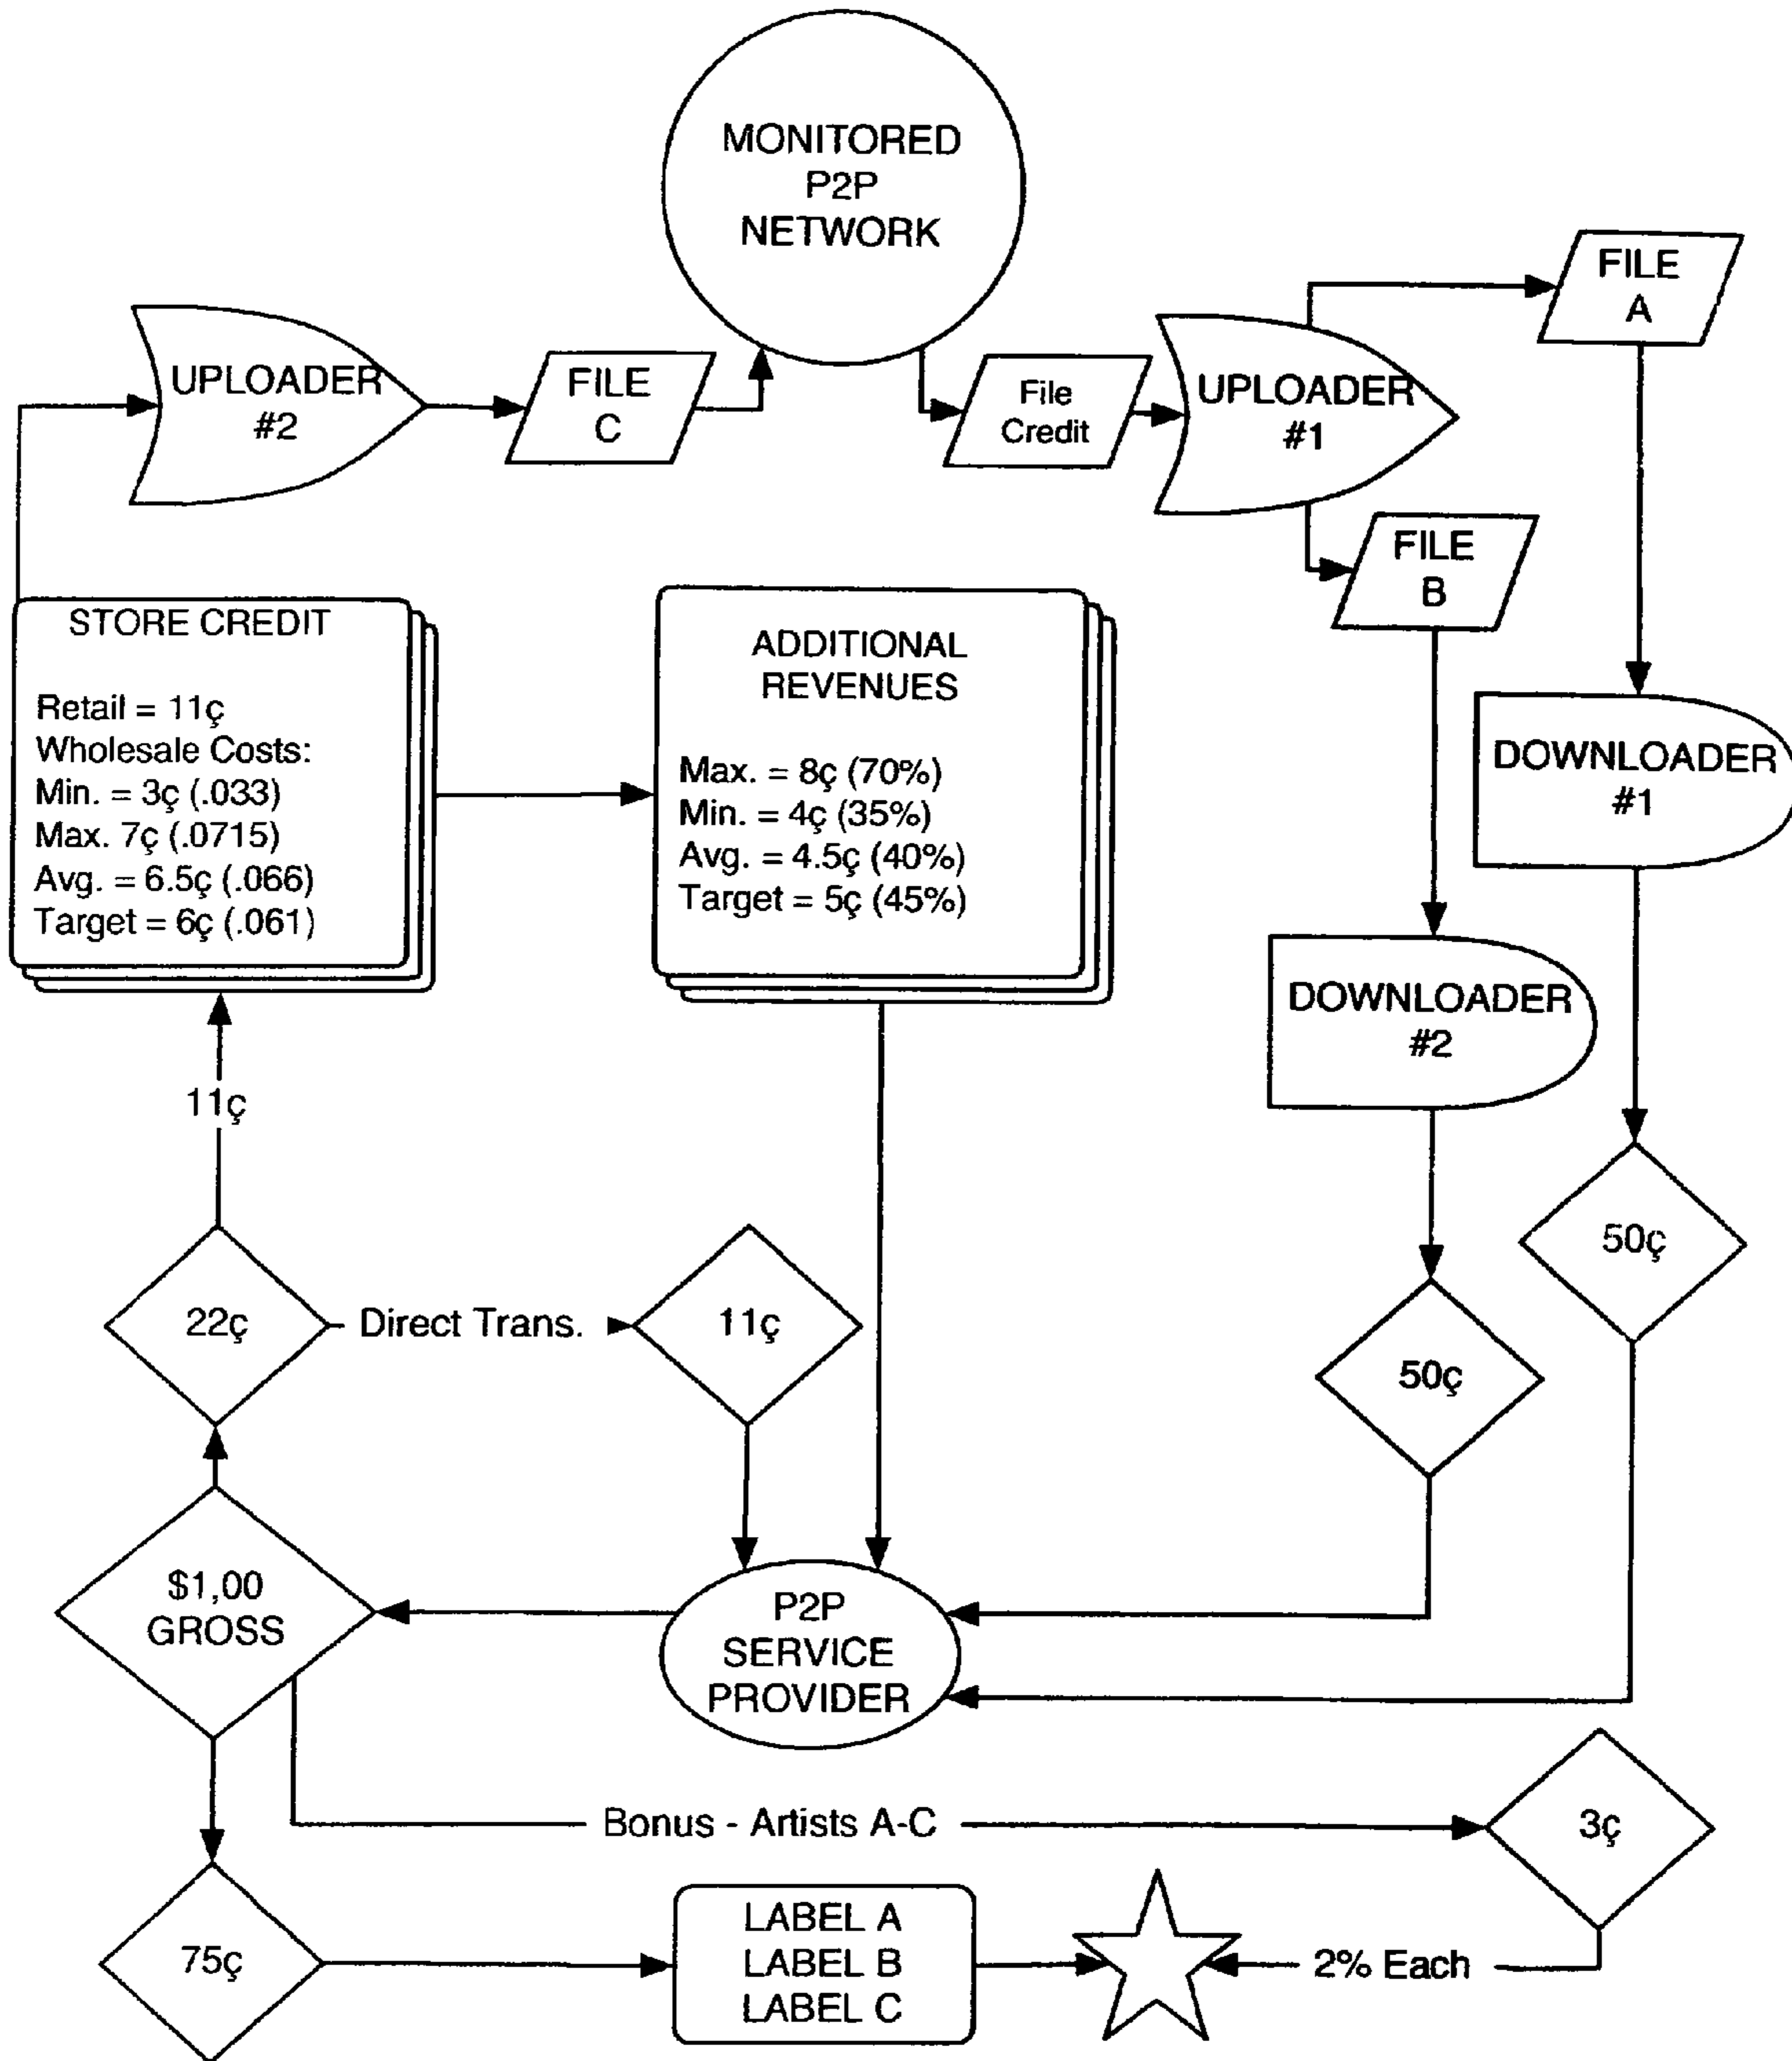 MONITORED
P2P
NETWORK
FILE
A
UPLOADER
#2
FILE
C
File
Credit
UPLOADER
#1
FILE
B
STORE CREDIT
Retail = 11ç
Wholesale Costs:
Min. = 3ç (.033)
Max. 7ç (.0715)
Avg. = 6.5ç (.066)
Target = 6ç (.061)
ADDITIONAL
REVENUES
Max. = 8ç (70%)
Min. = 4ç (35%)
Avg. = 4.5ç (40%)
Target = 5ç (45%)
DOWNLOADER
#1
DOWNLOADER
#2
11ç
50ç
22ç
Direct Trans.
11ç
50ç
$1,00
GROSS
P2P
SERVICE
PROVIDER
Bonus - Artists A-C
3ç
75ç
LABEL A
LABEL B
LABEL C
2% Each